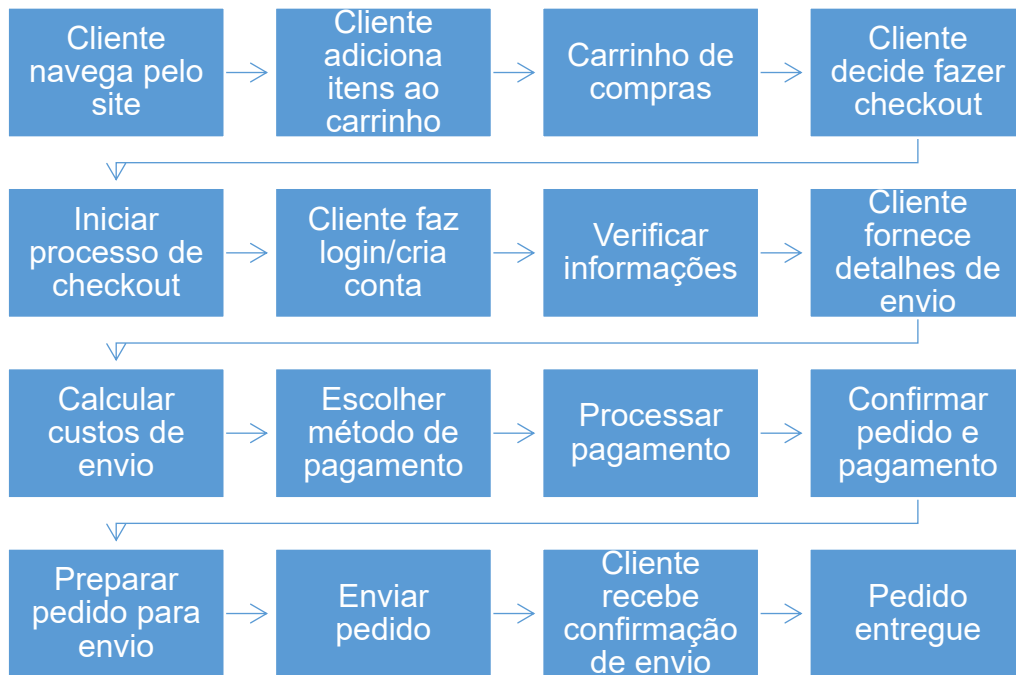 Cliente
navega pelo
site
Cliente
adiciona
itens ao
carrinho
Carrinho de
compras
Cliente
decide fazer
checkout
Iniciar
processo de
checkout
Cliente faz
login/cria
conta
Verificar
informações
Cliente
fornece
detalhes de
envio
Calcular
custos de
envio
Escolher
método de
pagamento
Processar
pagamento
Confirmar
pedido e
pagamento
Preparar
pedido para
envio
Enviar
pedido
Cliente
recebe
confirmação
de envio
Pedido
entregue